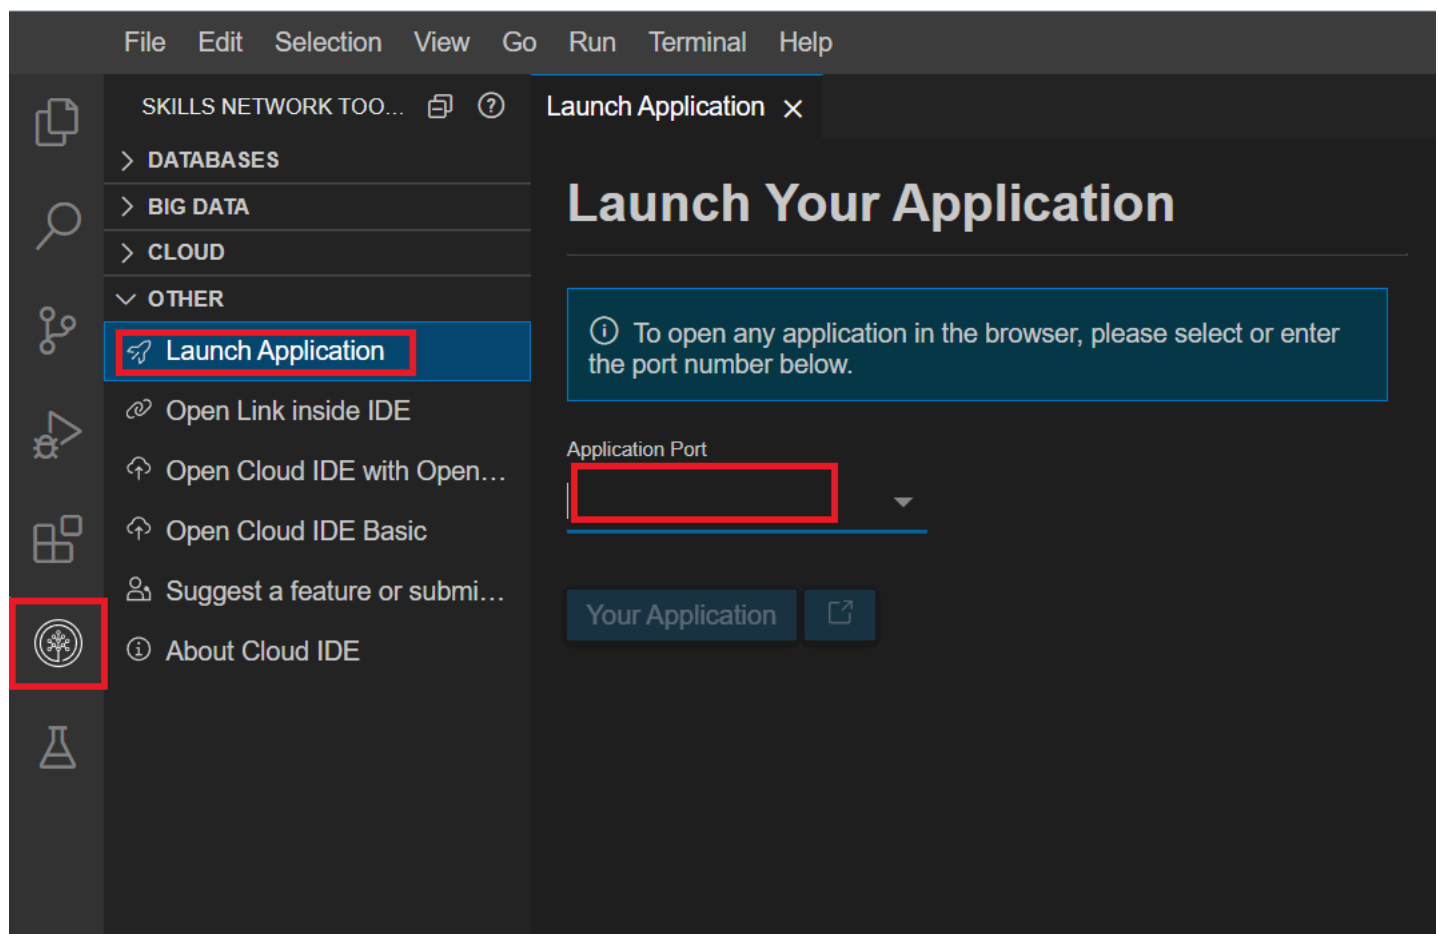 File Edit Selection View Go Run Terminal Help
SKILLS NETWORK TOO...
DATABASES
BIG DATA
CLOUD
OTHER
Launch Application
Open Link inside IDE
Open Cloud IDE with Open...
Open Cloud IDE Basic
Suggest a feature or submi...
About Cloud IDE
Launch Application
Launch Your Application
To open any application in the browser, please select or enter
the port number below.
Application Port
Your Application